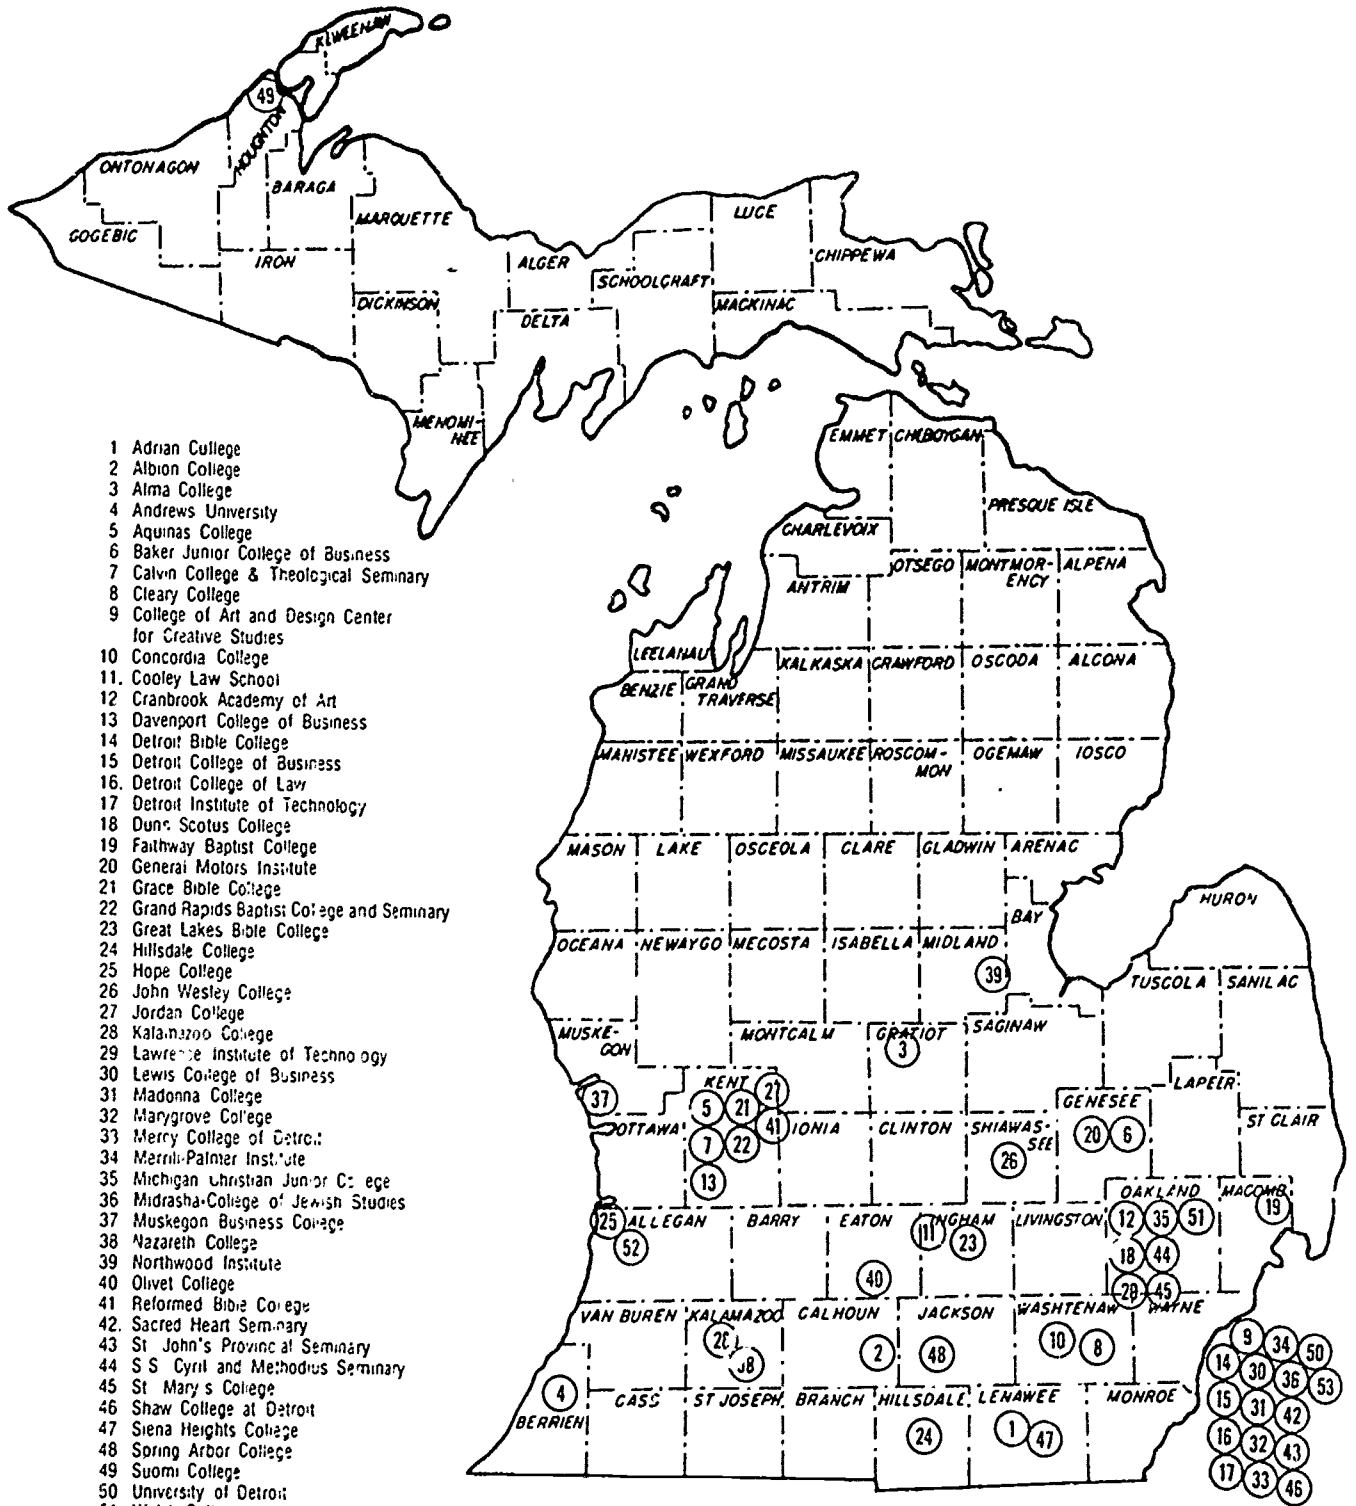 KEWEENAW
49
HOUGHTON
ONTONAGON
BARAGA
GOGEBIC
MARQUETTE
IRON
LUCE
ALGER
CHIPPEWA
SCHOOLCRAFT
DICKINSON
MACKINAC
DELTA
MENOMI-
NEE
EMMET
CHEBOYGAN
PRESQUE ISLE
CHARLEVOIX
OTSEGO
MONTMOR-
ENCY
ALPENA
ANTRIM
LEELANAU
KALKASKA
CRAWFORD
OSCODA
ALCONA
BENZIE
GRAND
TRAVERSE
MANISTEE
WEXFORD
MISSAUKEE
ROSCOM-
MON
OGEMAW
IOSCO
MASON
LAKE
OSCEOLA
CLARE
GLADWIN
ARENAC
HURON
BAY
OCEANA
NEWAYGO
MECOSTA
ISABELLA
MIDLAND
39
TUSCOLA
SANILAC
MUSKE-
GON
MONTCALM
GRATIOT
3
SAGINAW
LAPEER
37
KENT
5 21 27
7 22 41
13
GENESEE
20 6
ST CLAIR
OTTAWA
IONIA
CLINTON
SHIAWAS-
SEE
26
OAKLAND
12 35 51
18 44
29 45
MACOMB
19
25
ALLEGAN
52
BARRY
EATON
40
INGHAM
11 23
LIVINGSTON
VAN BUREN
KALAMAZOO
28
38
CALHOUN
2
JACKSON
48
WASHTENAW
10 8
WAYNE
9 34 50
14 30 36 53
15 31 42
16 32 43
17 33 46
4
BERRIEN
CASS
ST JOSEPH
BRANCH
HILLSDALE
24
LENAWEE
1 47
MONROE
1 Adrian College
2 Albion College
3 Alma College
4 Andrews University
5 Aquinas College
6 Baker Junior College of Business
7 Calvin College & Theological Seminary
8 Cleary College
9 College of Art and Design Center
for Creative Studies
10 Concordia College
11. Cooley Law School
12 Cranbrook Academy of Art
13 Davenport College of Business
14 Detroit Bible College
15 Detroit College of Business
16. Detroit College of Law
17 Detroit Institute of Technology
18 Duns Scotus College
19 Faithway Baptist College
20 General Motors Institute
21 Grace Bible College
22 Grand Rapids Baptist College and Seminary
23 Great Lakes Bible College
24 Hillsdale College
25 Hope College
26 John Wesley College
27 Jordan College
28 Kalamazoo College
29 Lawrence Institute of Technology
30 Lewis College of Business
31 Madonna College
32 Marygrove College
33 Mercy College of Detroit
34 Merrill-Palmer Institute
35 Michigan Christian Junior College
36 Midrasha-College of Jewish Studies
37 Muskegon Business College
38 Nazareth College
39 Northwood Institute
40 Olivet College
41 Reformed Bible College
42. Sacred Heart Seminary
43 St John's Provincial Seminary
44 S S Cyril and Methodius Seminary
45 St Mary's College
46 Shaw College at Detroit
47 Siena Heights College
48 Spring Arbor College
49 Suomi College
50 University of Detroit